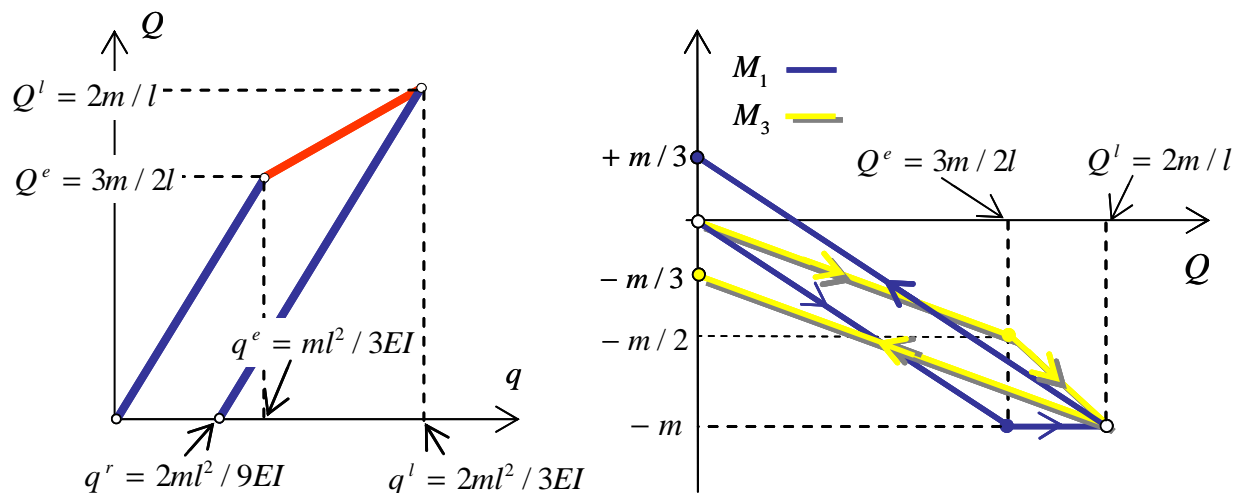 Q
Q^l = 2m / l
Q^e = 3m / 2l
q^e = ml^2 / 3EI
q
q^r = 2ml^2 / 9EI
q^l = 2ml^2 / 3EI
M_1
M_3
+ m / 3
Q^e = 3m / 2l
Q^l = 2m / l
- m / 3
Q
- m / 2
- m